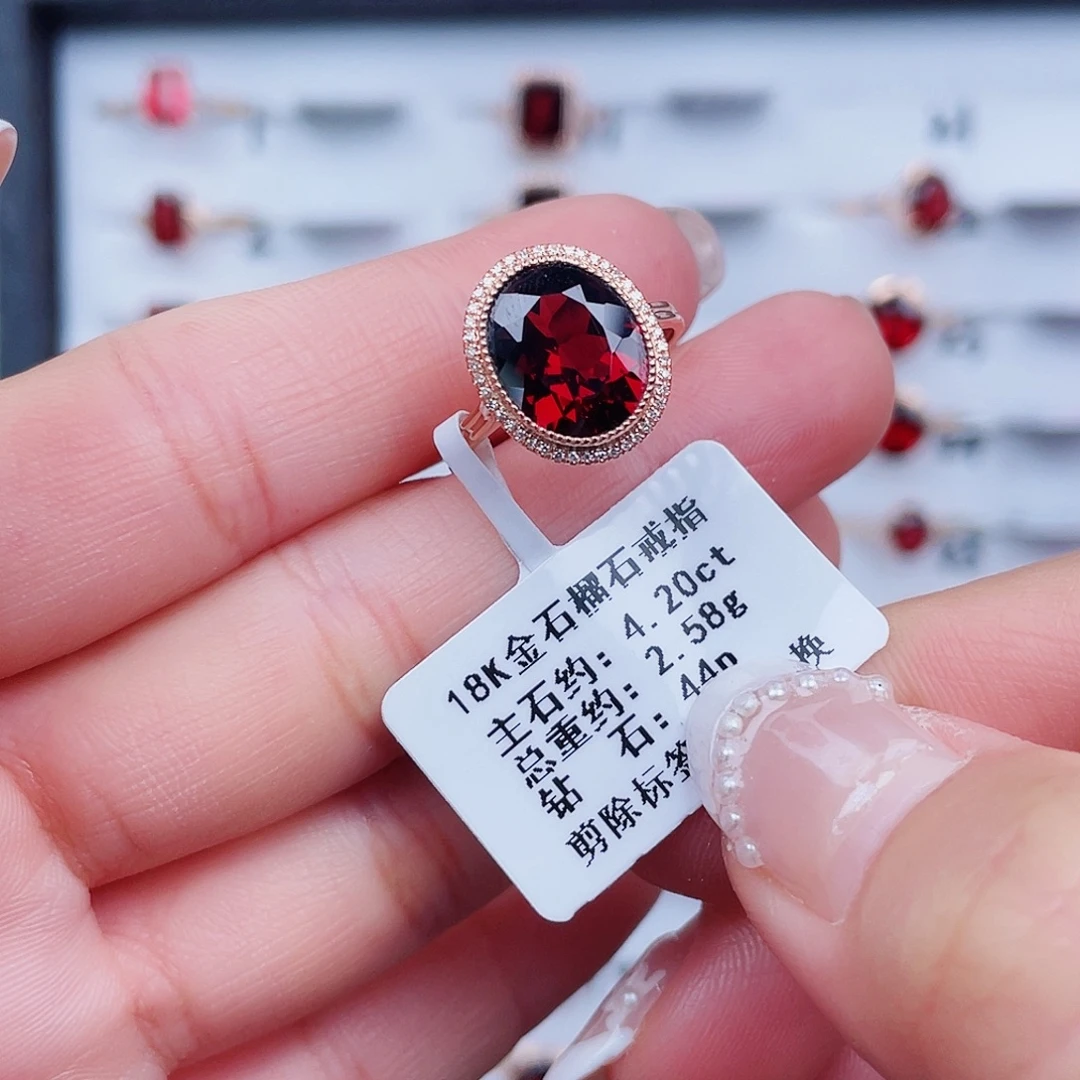 18K金石榴石戒指
主石约: 4.20ct
总重约: 2.58g
钻 石: 44p
剪除标签 换